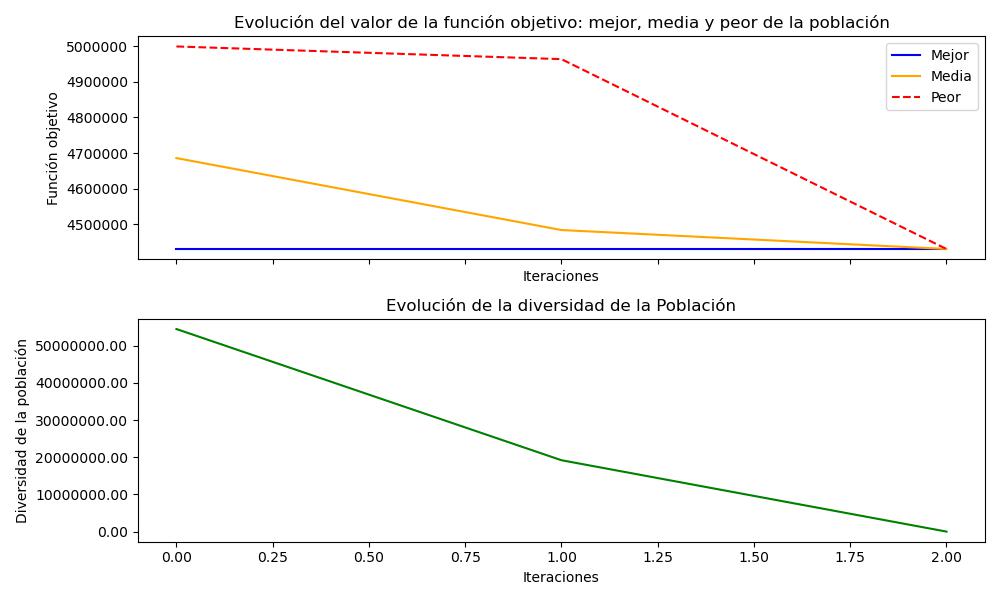 Evolución del valor de la función objetivo: mejor, media y peor de la población
Función objetivo
5000000
4900000
4800000
4700000
4600000
4500000
Mejor
Media
Peor
Iteraciones
Evolución de la diversidad de la Población
Diversidad de la población
50000000.00
40000000.00
30000000.00
20000000.00
10000000.00
0.00
0.00 0.25 0.50 0.75 1.00 1.25 1.50 1.75 2.00
Iteraciones